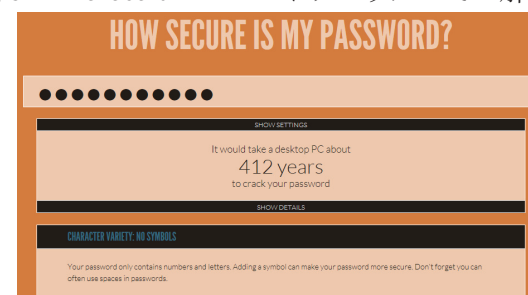 HOW SECURE IS MY PASSWORD?
SHOW SETTINGS
It would take a desktop PC about
412 years
to crack your password
SHOW DETAILS
CHARACTER VARIETY: NO SYMBOLS
Your password only contains numbers and letters. Adding a symbol can make your password more secure. Don't forget you can
often use spaces in passwords.